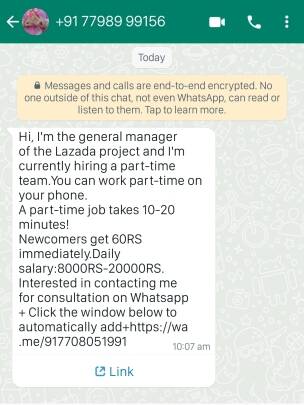 +91 77989 99156
Today
Messages and calls are end-to-end encrypted. No
one outside of this chat, not even WhatsApp, can read or
listen to them. Tap to learn more.
Hi, I'm the general manager
of the Lazada project and I'm
currently hiring a part-time
team.You can work part-time on
your phone.
A part-time job takes 10-20
minutes!
Newcomers get 60RS
immediately.Daily
salary:8000RS-20000RS.
Interested in contacting me
for consultation on Whatsapp
+ Click the window below to
automatically add+https://wa
.me/917708051991
10:07 am
Link